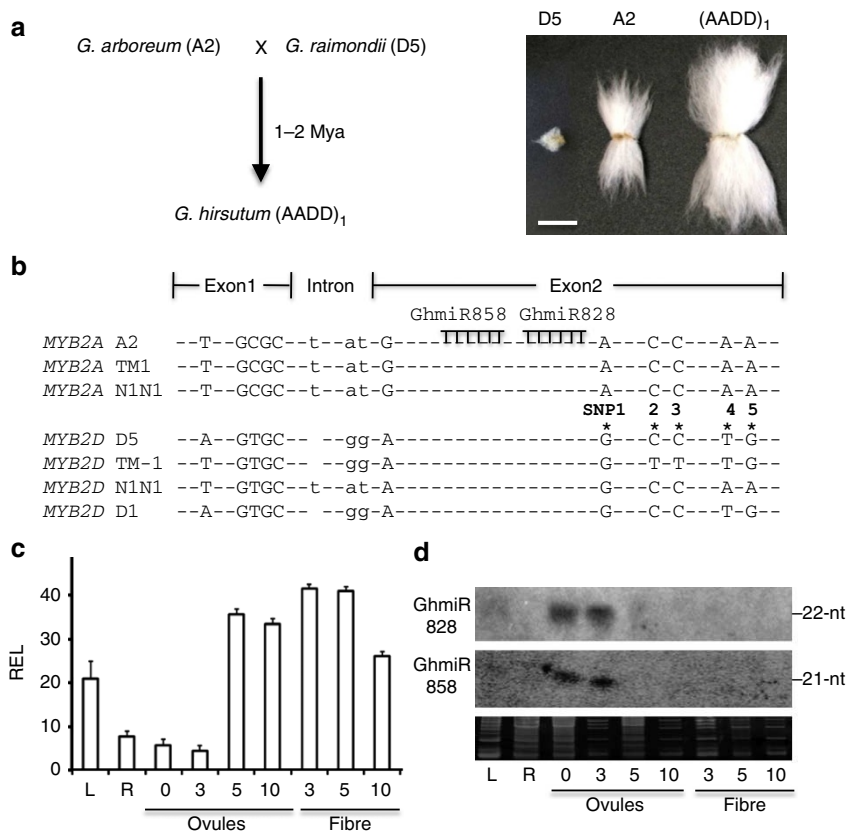 a
G. arboreum (A2) X G. raimondii (D5)
1–2 Mya
G. hirsutum (AADD)1
D5 A2 (AADD)1
b
Exon1 Intron Exon2
GhmiR858 GhmiR828
MYB2A A2 --T--GCGC--t--at--G------------------A---C-C---A-A--
MYB2A TM1 --T--GCGC--t--at--G------------------A---C-C---A-A--
MYB2A N1N1 --T--GCGC--t--at--G------------------A---C-C---A-A--
SNP1 2 3 4 5
* * * * *
MYB2D D5 --A--GTGC-- --gg--A------------------G---C-C---T-G--
MYB2D TM-1 --T--GTGC-- --gg--A------------------G---T-T---T-G--
MYB2D N1N1 --T--GTGC--t--at--A------------------G---C-C---A-A--
MYB2D D1 --A--GTGC-- --gg--A------------------G---C-C---T-G--
c
REL
40
30
20
10
0
L R 0 3 5 10 3 5 10
Ovules Fibre
d
GhmiR
828
–22-nt
GhmiR
858
–21-nt
L R 0 3 5 10 3 5 10
Ovules Fibre